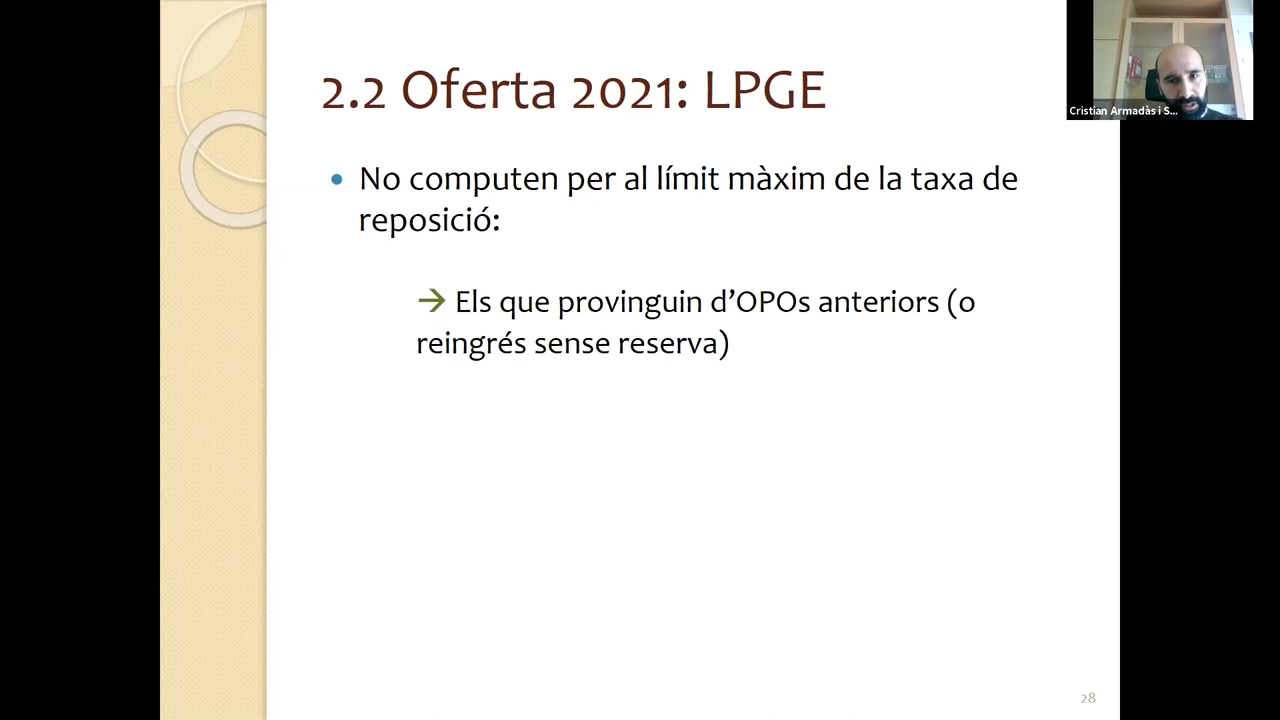 2.2 Oferta 2021: LPGE
Cristian Armadàs i S...
• No computen per al límit màxim de la taxa de
reposició:
→ Els que provinguin d’OPOs anteriors (o
reingrés sense reserva)
28